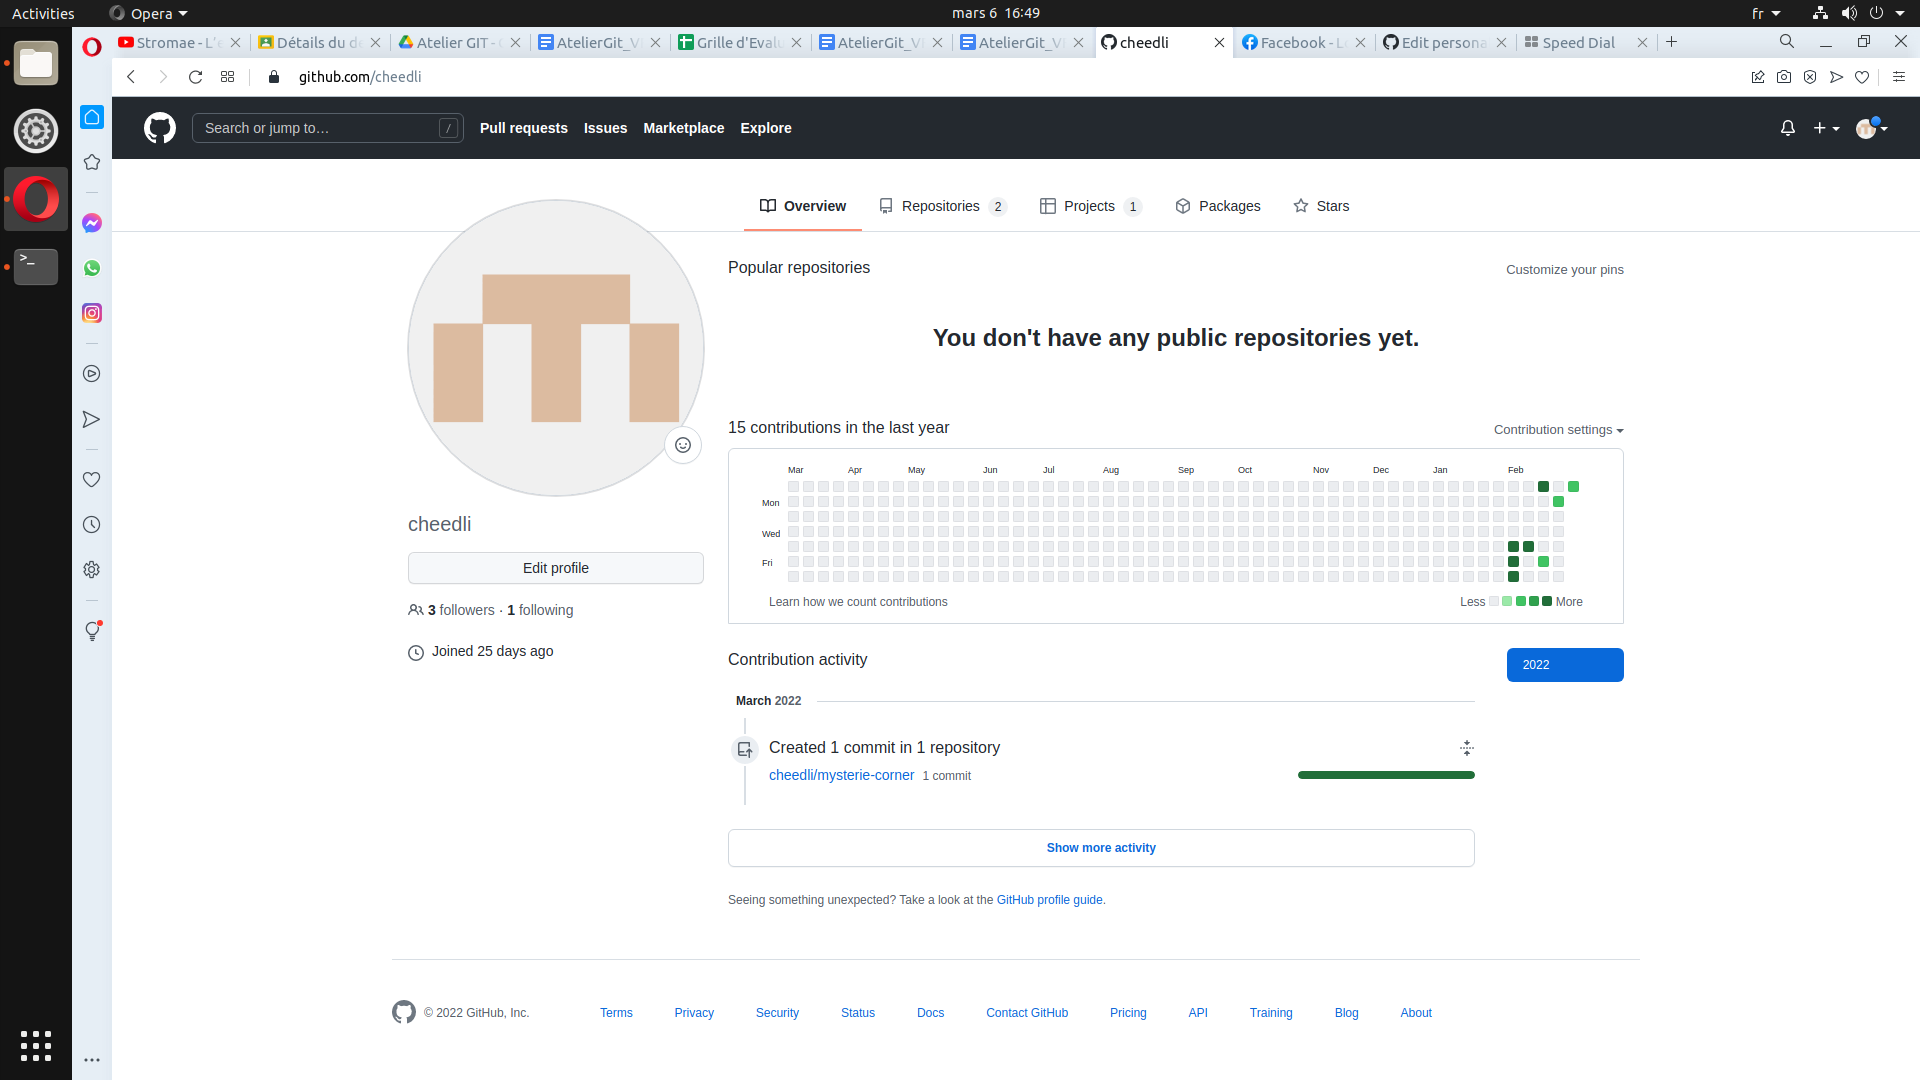 Activities
Opera
mars 6 16:49
fr
Stromae - L'e
Détails du de
Atelier GIT - G
AtelierGit_VF
Grille d'Evalu
AtelierGit_VF
AtelierGit_VF
cheedli
Facebook - Lo
Edit persona
Speed Dial
github.com/cheedli
Search or jump to…
/
Pull requests
Issues
Marketplace
Explore
Overview
Repositories 2
Projects 1
Packages
Stars
Popular repositories
Customize your pins
You don't have any public repositories yet.
15 contributions in the last year
Contribution settings
Mar Apr May Jun Jul Aug Sep Oct Nov Dec Jan Feb
Mon
Wed
Fri
Learn how we count contributions
Less More
cheedli
Edit profile
3 followers · 1 following
Joined 25 days ago
Contribution activity
2022
March 2022
Created 1 commit in 1 repository
cheedli/mysterie-corner 1 commit
Show more activity
Seeing something unexpected? Take a look at the GitHub profile guide.
© 2022 GitHub, Inc.
Terms
Privacy
Security
Status
Docs
Contact GitHub
Pricing
API
Training
Blog
About